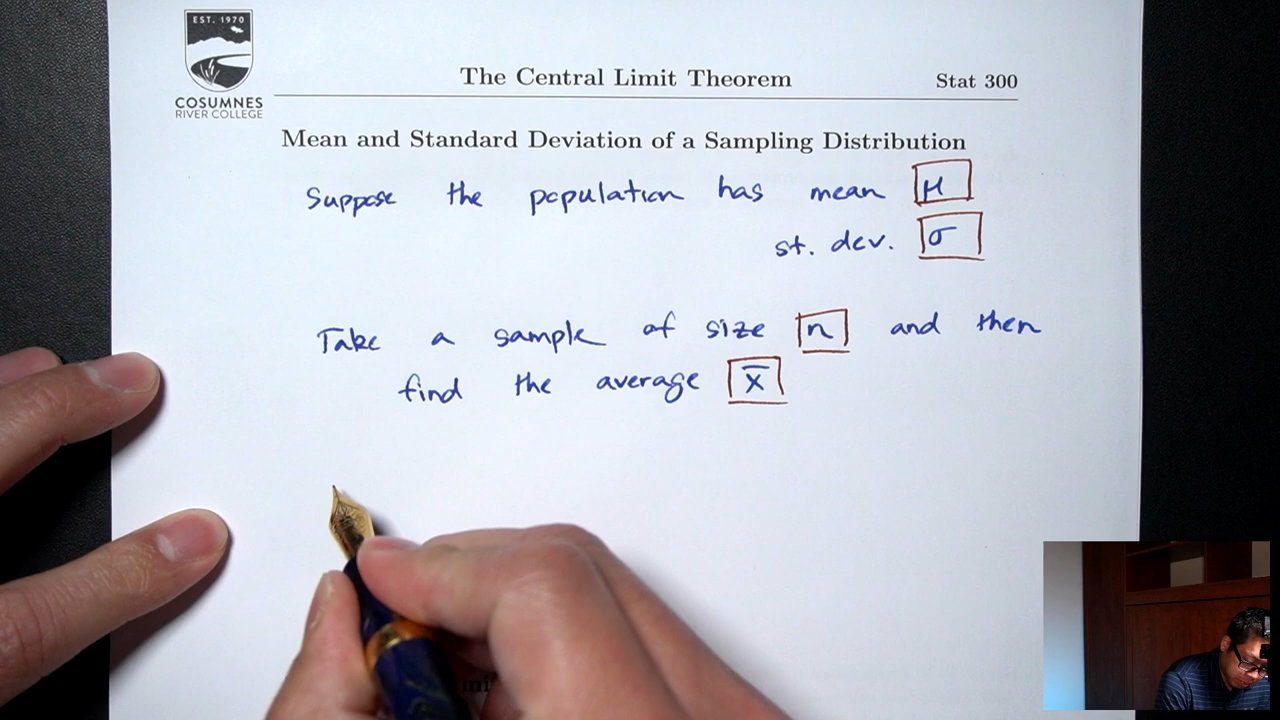 EST. 1970
COSUMNES
RIVER COLLEGE
The Central Limit Theorem Stat 300
Mean and Standard Deviation of a Sampling Distribution
Suppose the population has mean μ
st. dev. σ
Take a sample of size n and then
find the average x̄